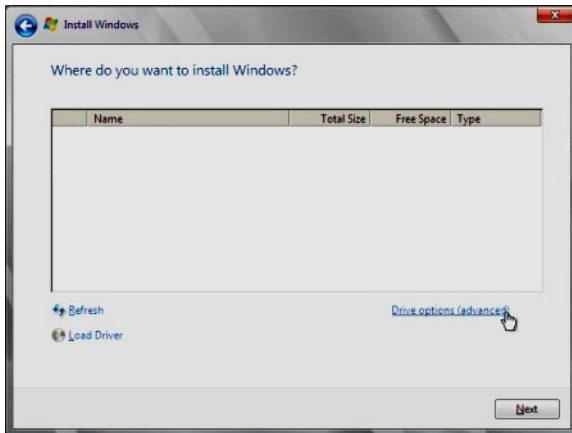 Install Windows
Where do you want to install Windows?
Name Total Size Free Space Type
Refresh Drive options (advanced)
Load Driver
Next